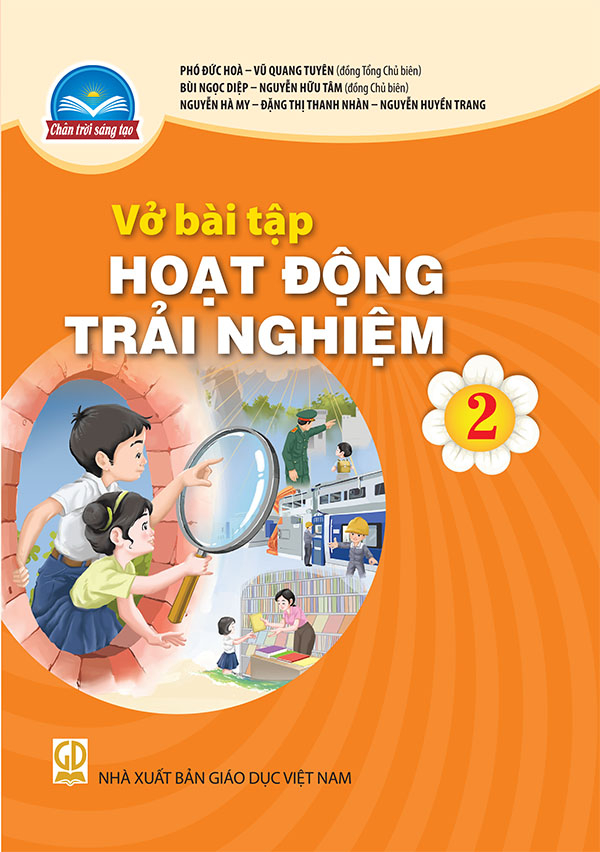 PHÓ ĐỨC HOÀ – VŨ QUANG TUYÊN (đồng Tổng Chủ biên)
BÙI NGỌC DIỆP – NGUYỄN HỮU TÂM (đồng Chủ biên)
NGUYỄN HÀ MY – ĐẶNG THỊ THANH NHÀN – NGUYỄN HUYỀN TRANG
Chân trời sáng tạo
Vở bài tập
HOẠT ĐỘNG
TRẢI NGHIỆM
2
GD
NHÀ XUẤT BẢN GIÁO DỤC VIỆT NAM